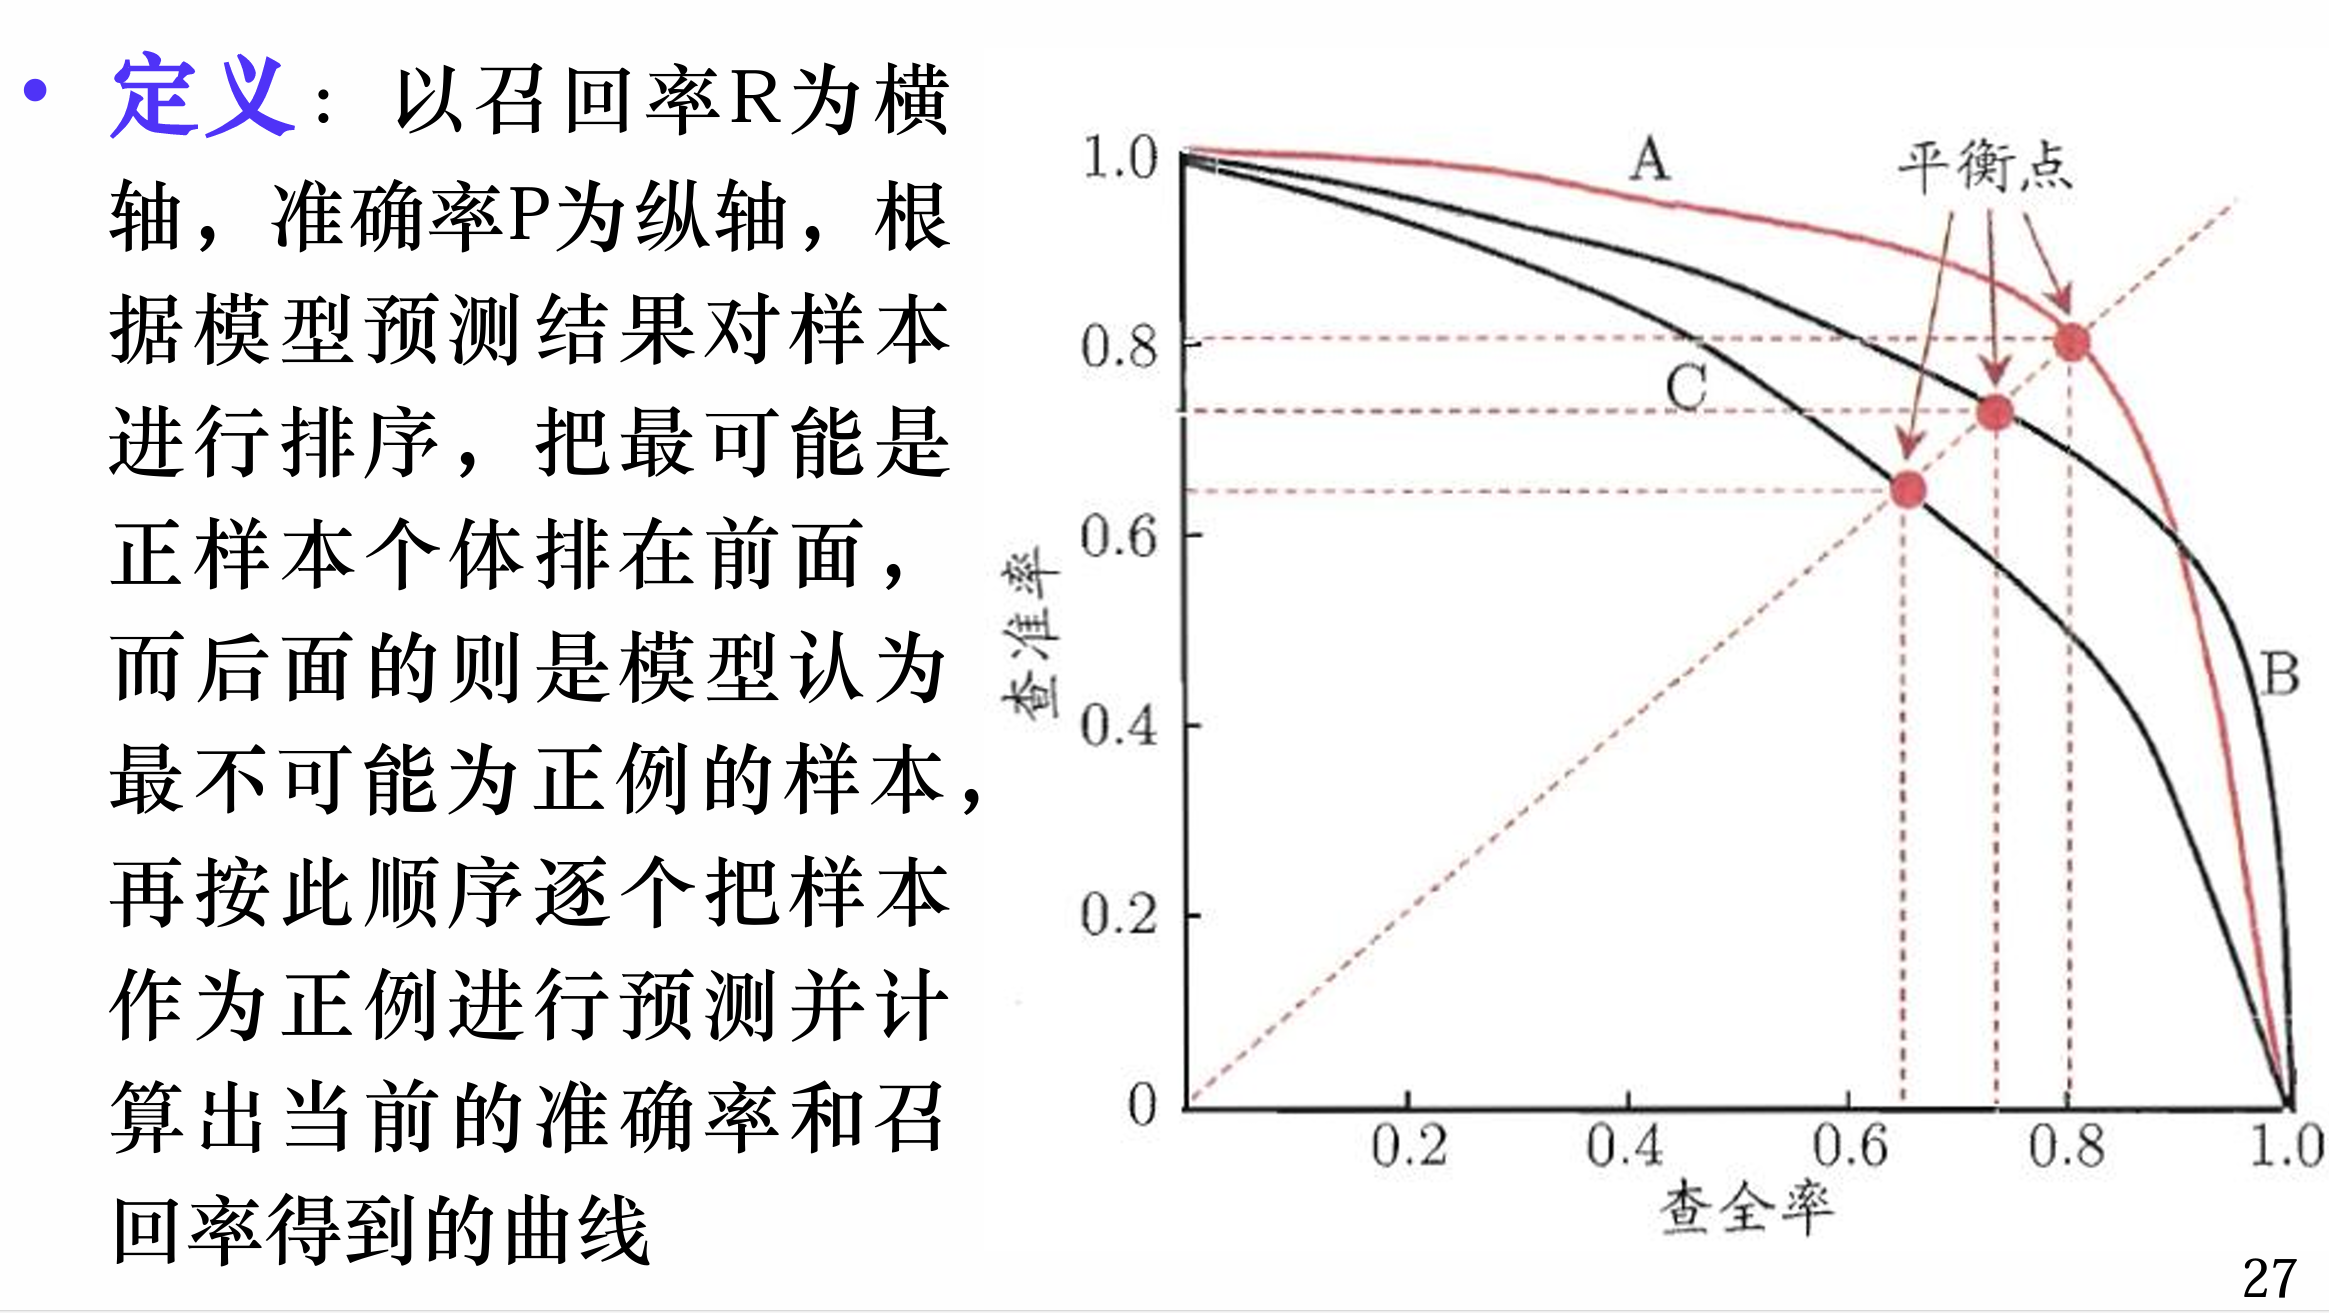 • 定义：以召回率R为横
轴，准确率P为纵轴，根
据模型预测结果对样本
进行排序，把最可能是
正样本个体排在前面，
而后面的则是模型认为
最不可能为正例的样本，
再按此顺序逐个把样本
作为正例进行预测并计
算出当前的准确率和召
回率得到的曲线
1.0
A
平衡点
0.8
C
0.6
查准率
B
0.4
0.2
0
0.2 0.4 0.6 0.8 1.0
查全率
27